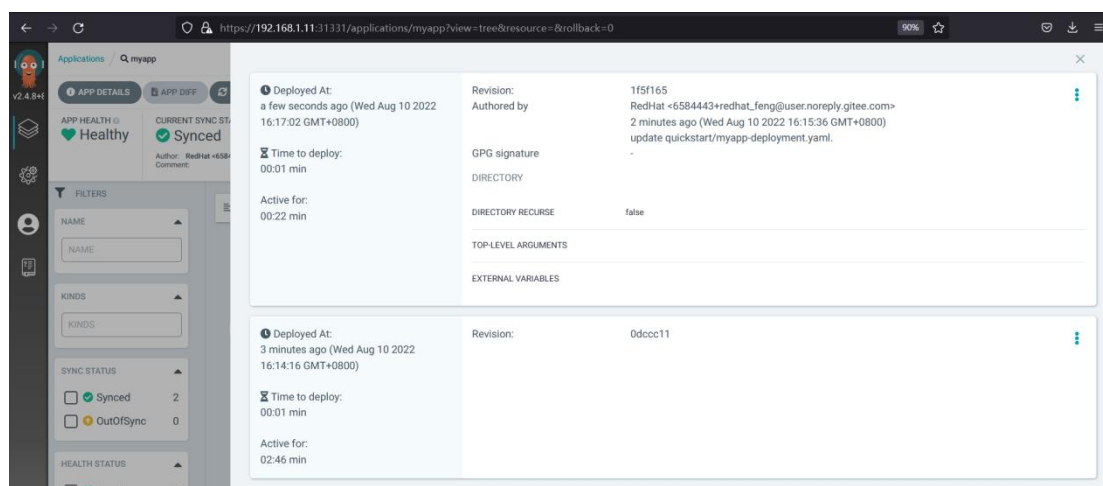 https://192.168.1.11:31331/applications/myapp?view=tree&resource=&rollback=0
90%
Applications / myapp
v2.4.8+
APP DETAILS
APP DIFF
APP HEALTH
Healthy
CURRENT SYNC
Synced
Author: RedHat
Comment:
FILTERS
NAME
NAME
KINDS
KINDS
SYNC STATUS
Synced 2
OutOfSync 0
HEALTH STATUS
Deployed At:
a few seconds ago (Wed Aug 10 2022
16:17:02 GMT+0800)
Time to deploy:
00:01 min
Active for:
00:22 min
Revision: 1f5f165
Authored by RedHat <6584443+redhat_feng@user.noreply.gitee.com>
2 minutes ago (Wed Aug 10 2022 16:15:36 GMT+0800)
update quickstart/myapp-deployment.yaml.
GPG signature -
DIRECTORY
DIRECTORY RECURSE false
TOP-LEVEL ARGUMENTS
EXTERNAL VARIABLES
Deployed At:
3 minutes ago (Wed Aug 10 2022
16:14:16 GMT+0800)
Time to deploy:
00:01 min
Active for:
02:46 min
Revision: 0dccc11